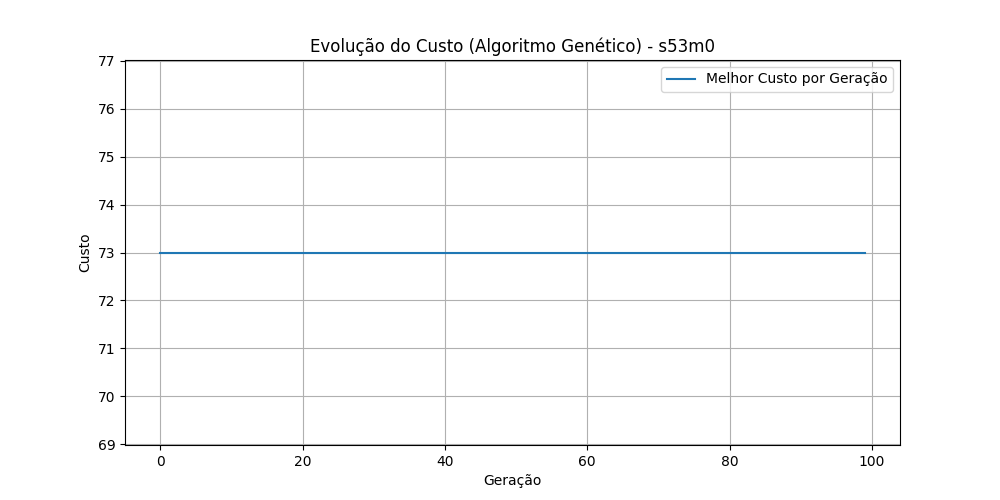 Evolução do Custo (Algoritmo Genético) - s53m0
Melhor Custo por Geração
77
76
75
74
73
72
71
70
69
Custo
0 20 40 60 80 100
Geração